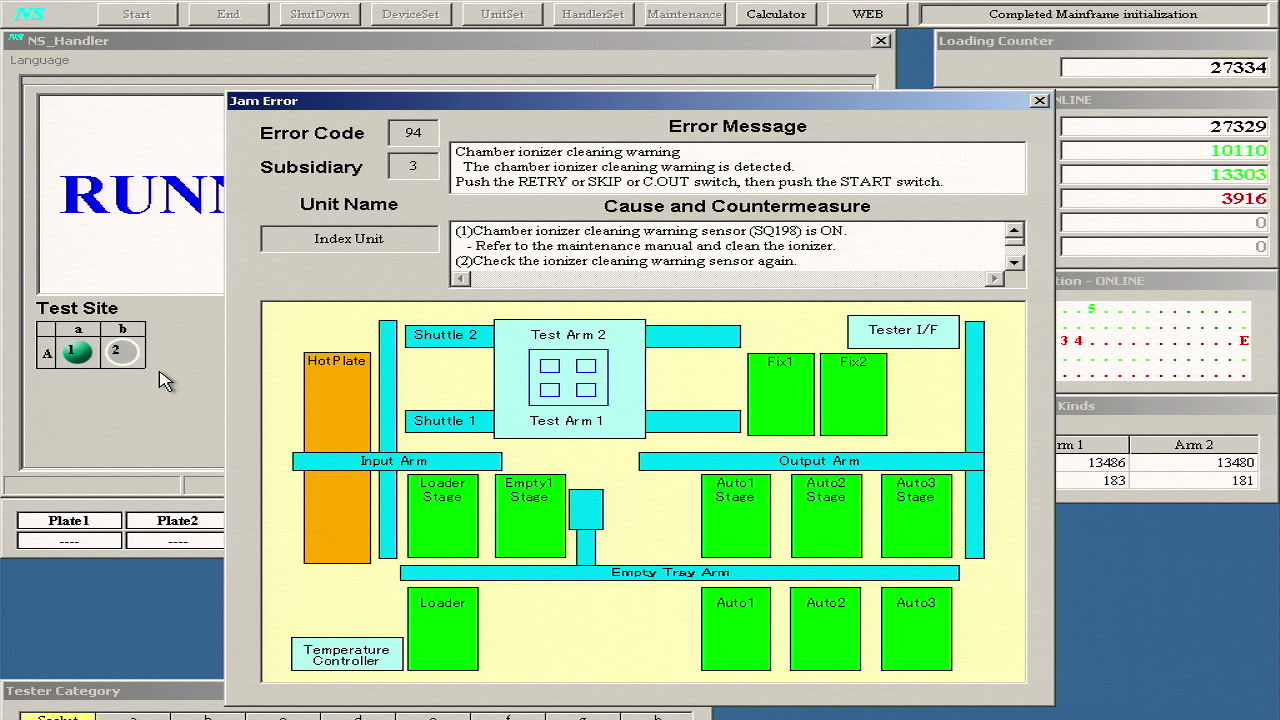 NS Start End ShutDown DeviceSet UnitSet HandlerSet Maintenance Calculator WEB Completed Mainframe initialization
NS NS_Handler
Language
Loading Counter
27334
NLINE
27329
10110
13303
3916
0
0
RUNN
Test Site
a b
A 1 2
Plate1 Plate2
---- ----
Jam Error
Error Code 94
Subsidiary 3
Unit Name
Index Unit
Error Message
Chamber ionizer cleaning warning
The chamber ionizer cleaning warning is detected.
Push the RETRY or SKIP or C.OUT switch, then push the START switch.
Cause and Countermeasure
(1)Chamber ionizer cleaning warning sensor (SQ198) is ON.
- Refer to the maintenance manual and clean the ionizer.
(2)Check the ionizer cleaning warning sensor again.
HotPlate
Shuttle 2
Test Arm 2
Tester I/F
Fix1 Fix2
Shuttle 1
Test Arm 1
Input Arm
Output Arm
Loader Stage
Empty1 Stage
Auto1 Stage
Auto2 Stage
Auto3 Stage
Empty Tray Arm
Loader
Auto1 Auto2 Auto3
Temperature Controller
tion - ONLINE
. . 5 . . . . . . . . . .
. . . . . . . . . . . . .
3 4 . . . . . . . . . . E
Kinds
rm 1 Arm 2
13486 13480
183 181
Tester Category
Socket a b c d e f g h